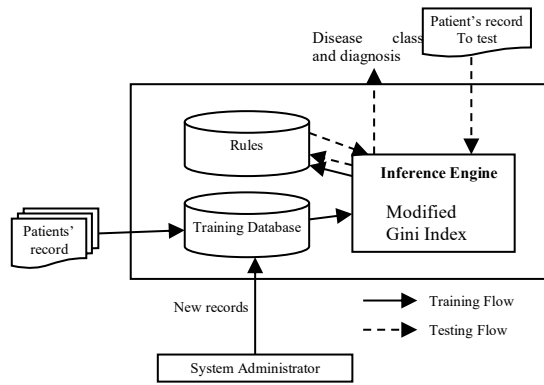 Patient's record
To test
Disease class
and diagnosis
Rules
Inference Engine
Modified
Gini Index
Training Database
Patients'
record
New records
Training Flow
Testing Flow
System Administrator